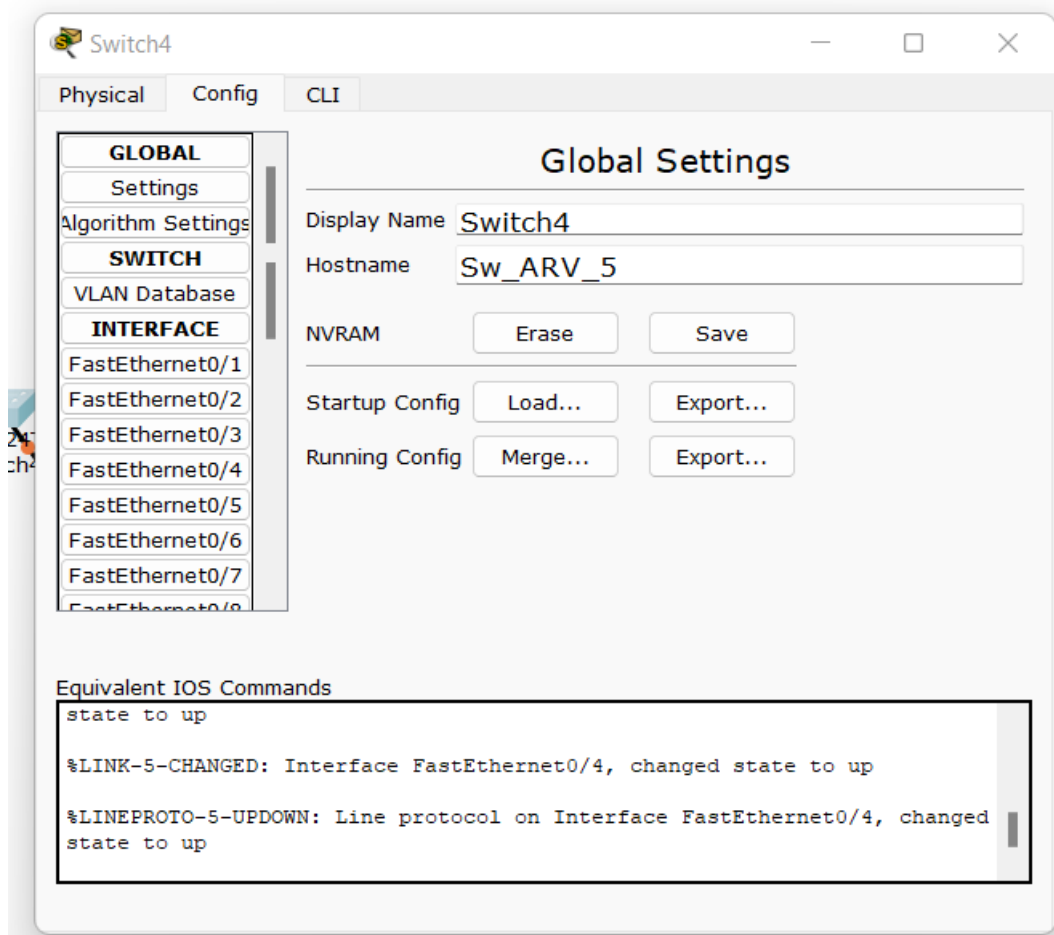 Switch4
Physical Config CLI
GLOBAL
Settings
Algorithm Settings
SWITCH
VLAN Database
INTERFACE
FastEthernet0/1
FastEthernet0/2
FastEthernet0/3
FastEthernet0/4
FastEthernet0/5
FastEthernet0/6
FastEthernet0/7
FastEthernet0/8
Global Settings
Display Name Switch4
Hostname Sw_ARV_5
NVRAM Erase Save
Startup Config Load... Export...
Running Config Merge... Export...
Equivalent IOS Commands
state to up
%LINK-5-CHANGED: Interface FastEthernet0/4, changed state to up
%LINEPROTO-5-UPDOWN: Line protocol on Interface FastEthernet0/4, changed
state to up